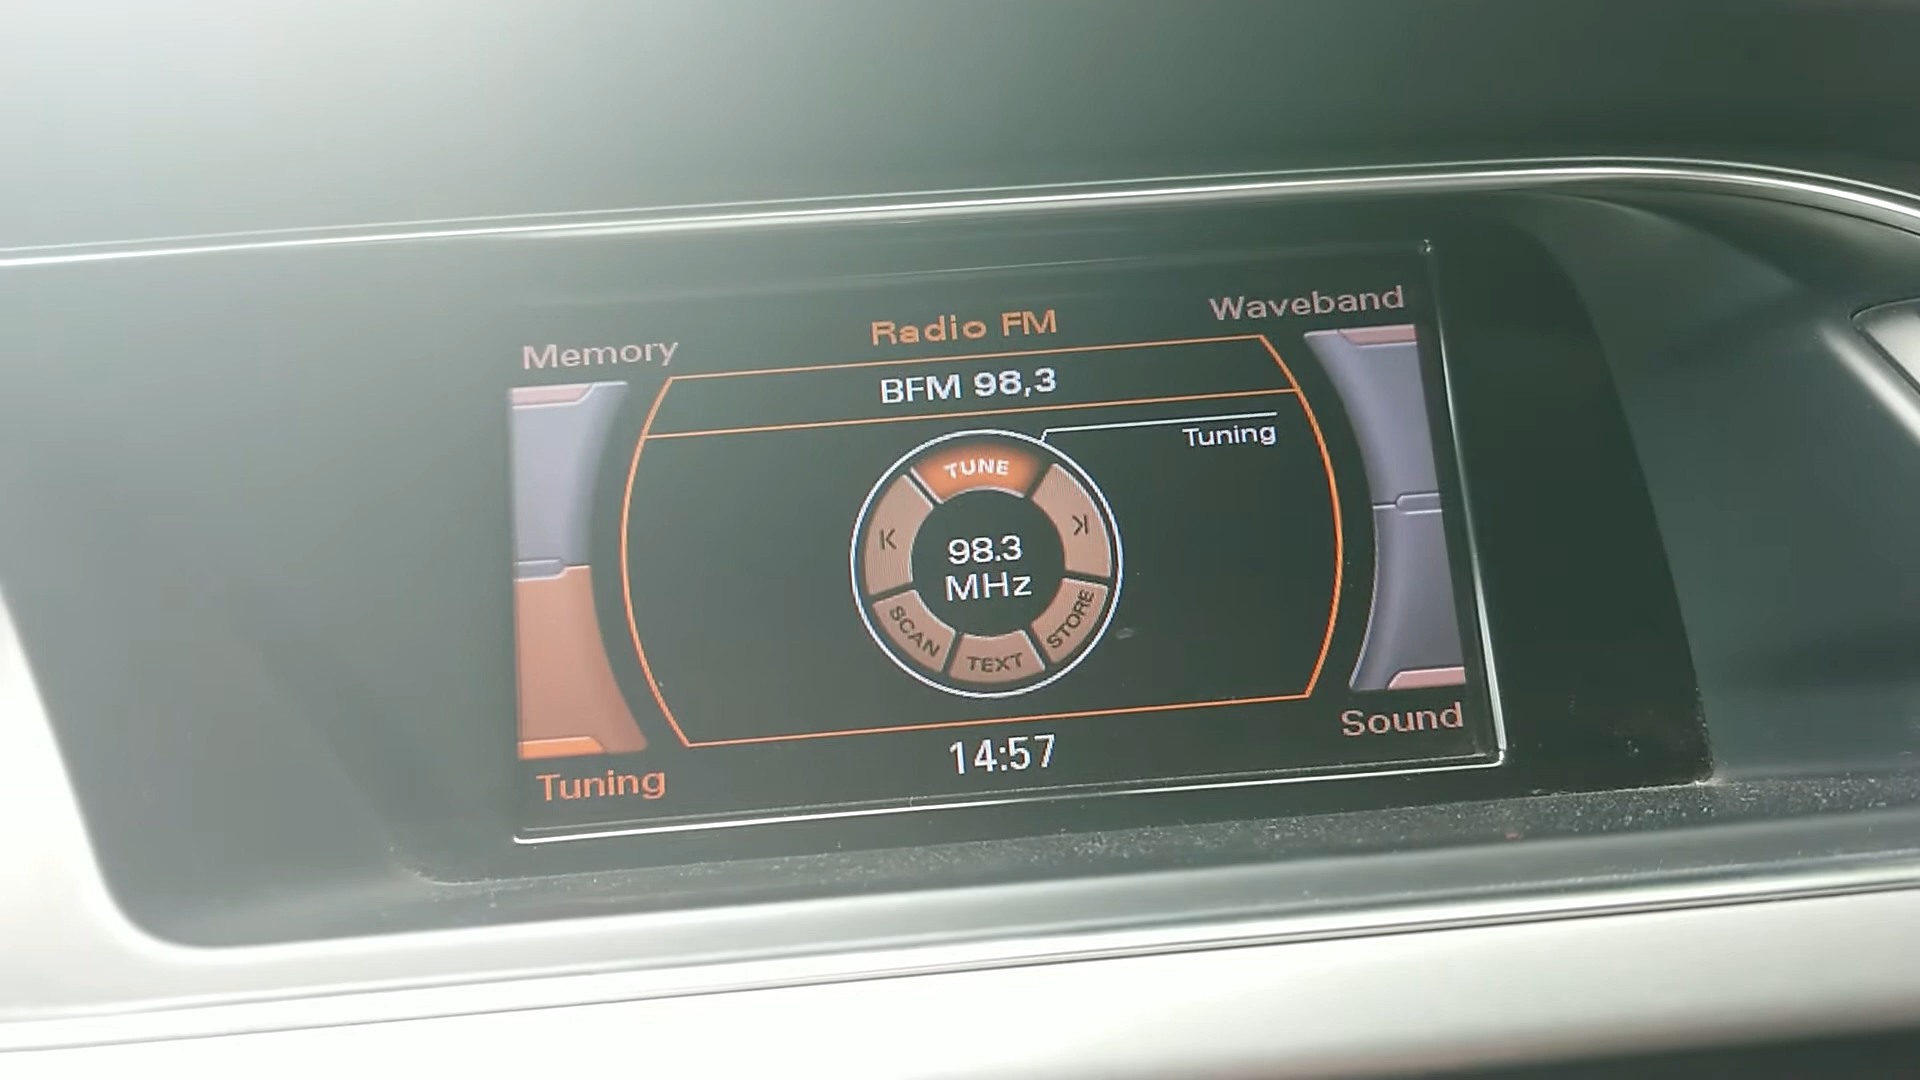 Memory
Radio FM
Waveband
BFM 98,3
Tuning
TUNE
98.3
MHz
SCAN
TEXT
STORE
Tuning
14:57
Sound